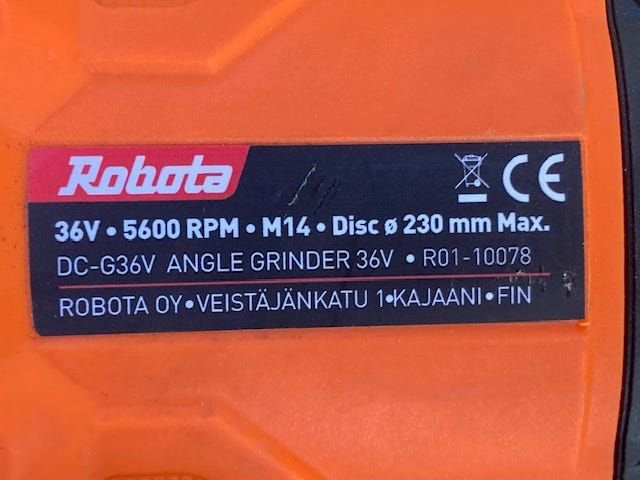 Robota
CE
36V • 5600 RPM • M14 • Disc ø 230 mm Max.
DC-G36V ANGLE GRINDER 36V • R01-10078
ROBOTA OY•VEISTÄJÄNKATU 1•KAJAANI•FIN